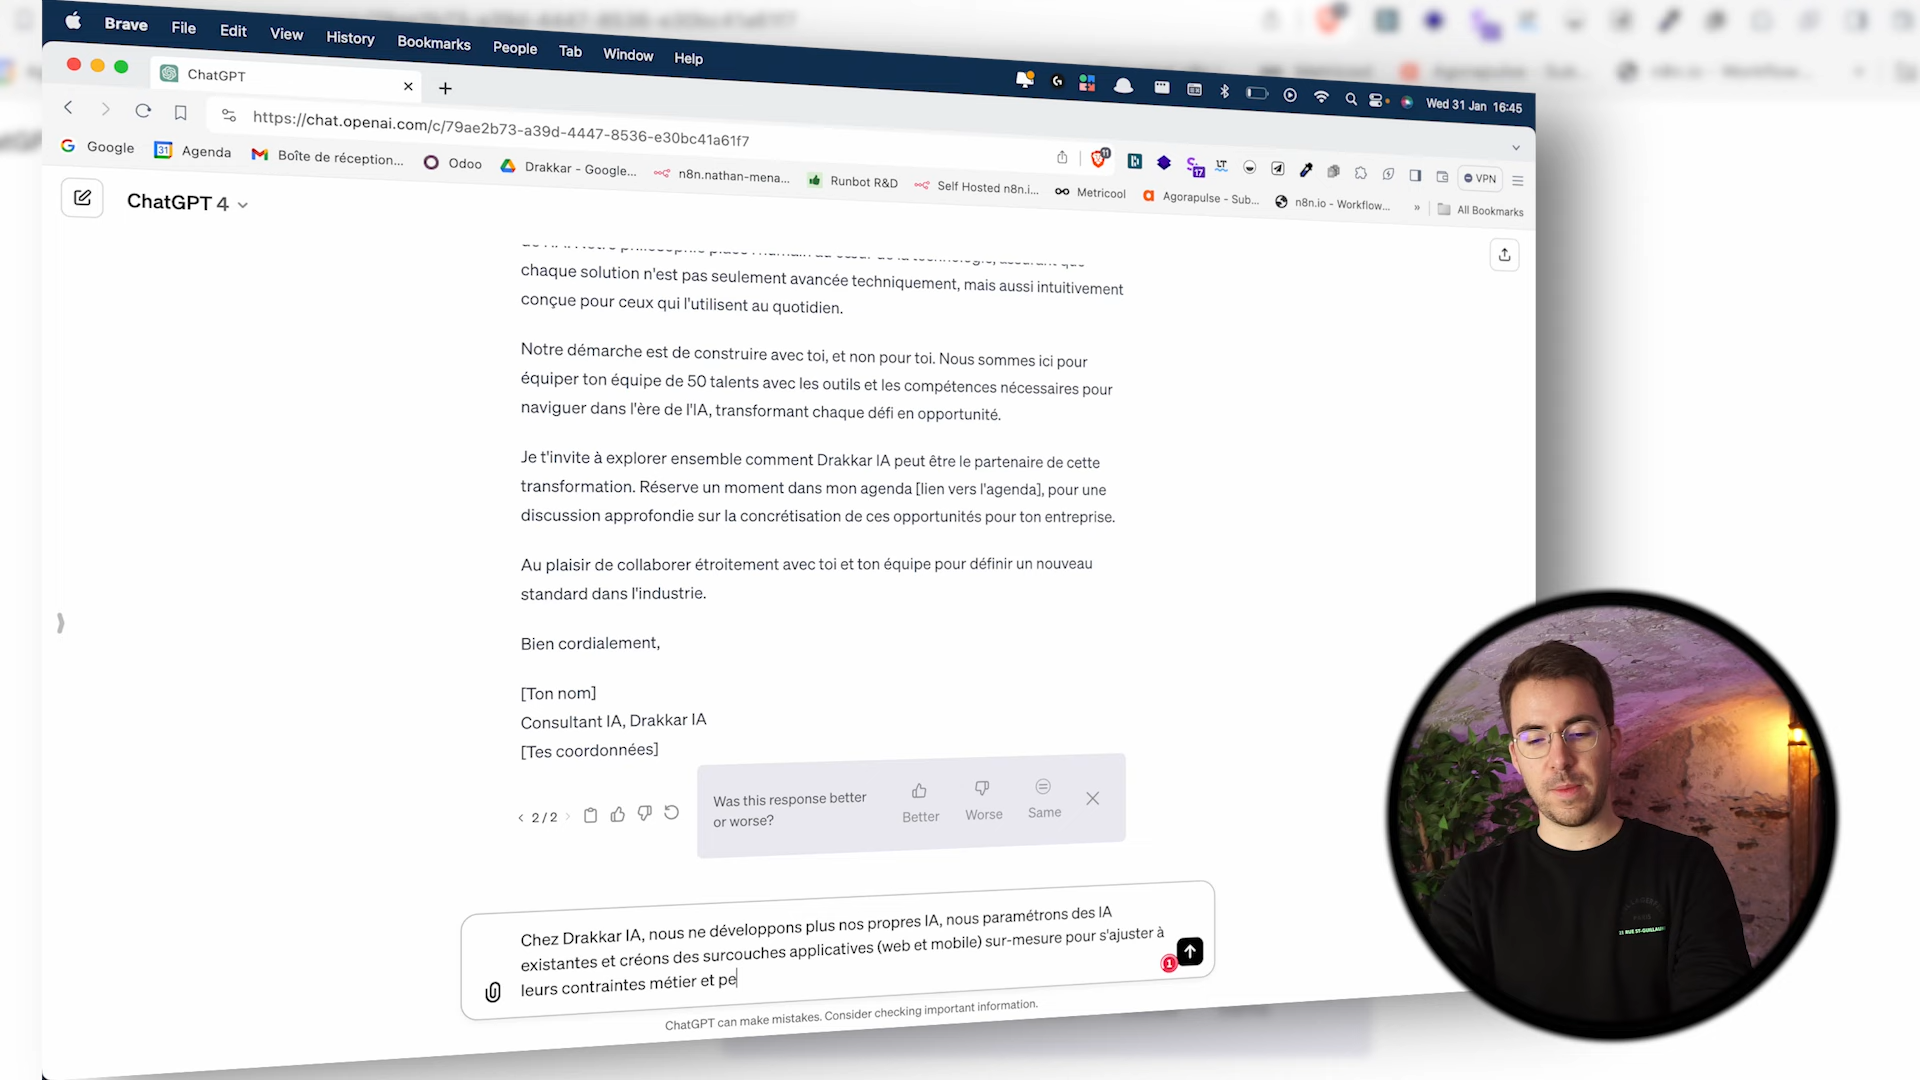 Brave File Edit View History Bookmarks People Tab Window Help
Wed 31 Jan 16:45
ChatGPT
https://chat.openai.com/c/79ae2b73-a39d-4447-8536-e30bc41a61f7
VPN
Google Agenda Boîte de réception... Odoo Drakkar - Google... n8n.nathan-mena... Runbot R&D Self Hosted n8n.i... Metricool Agorapulse - Sub... n8n.io - Workflow... » All Bookmarks
ChatGPT 4
chaque solution n'est pas seulement avancée techniquement, mais aussi intuitivement
conçue pour ceux qui l'utilisent au quotidien.
Notre démarche est de construire avec toi, et non pour toi. Nous sommes ici pour
équiper ton équipe de 50 talents avec les outils et les compétences nécessaires pour
naviguer dans l'ère de l'IA, transformant chaque défi en opportunité.
Je t'invite à explorer ensemble comment Drakkar IA peut être le partenaire de cette
transformation. Réserve un moment dans mon agenda [lien vers l'agenda], pour une
discussion approfondie sur la concrétisation de ces opportunités pour ton entreprise.
Au plaisir de collaborer étroitement avec toi et ton équipe pour définir un nouveau
standard dans l'industrie.
Bien cordialement,
[Ton nom]
Consultant IA, Drakkar IA
[Tes coordonnées]
2 / 2
Was this response better
or worse?
Better Worse Same
Chez Drakkar IA, nous ne développons plus nos propres IA, nous paramétrons des IA
existantes et créons des surcouches applicatives (web et mobile) sur-mesure pour s'ajuster à
leurs contraintes métier et pe
1
ChatGPT can make mistakes. Consider checking important information.